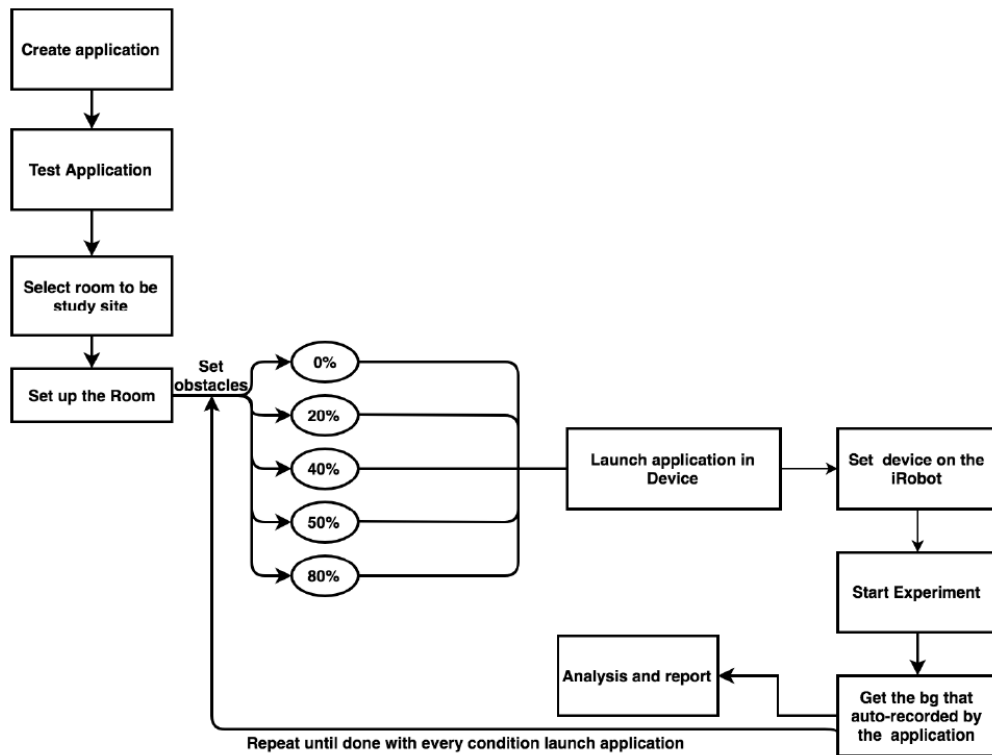 Create application
Test Application
Select room to be
study site
Set up the Room
Set
obstacles
0%
20%
40%
50%
80%
Launch application in
Device
Set device on the
iRobot
Start Experiment
Get the bg that
auto-recorded by
the application
Analysis and report
Repeat until done with every condition launch application